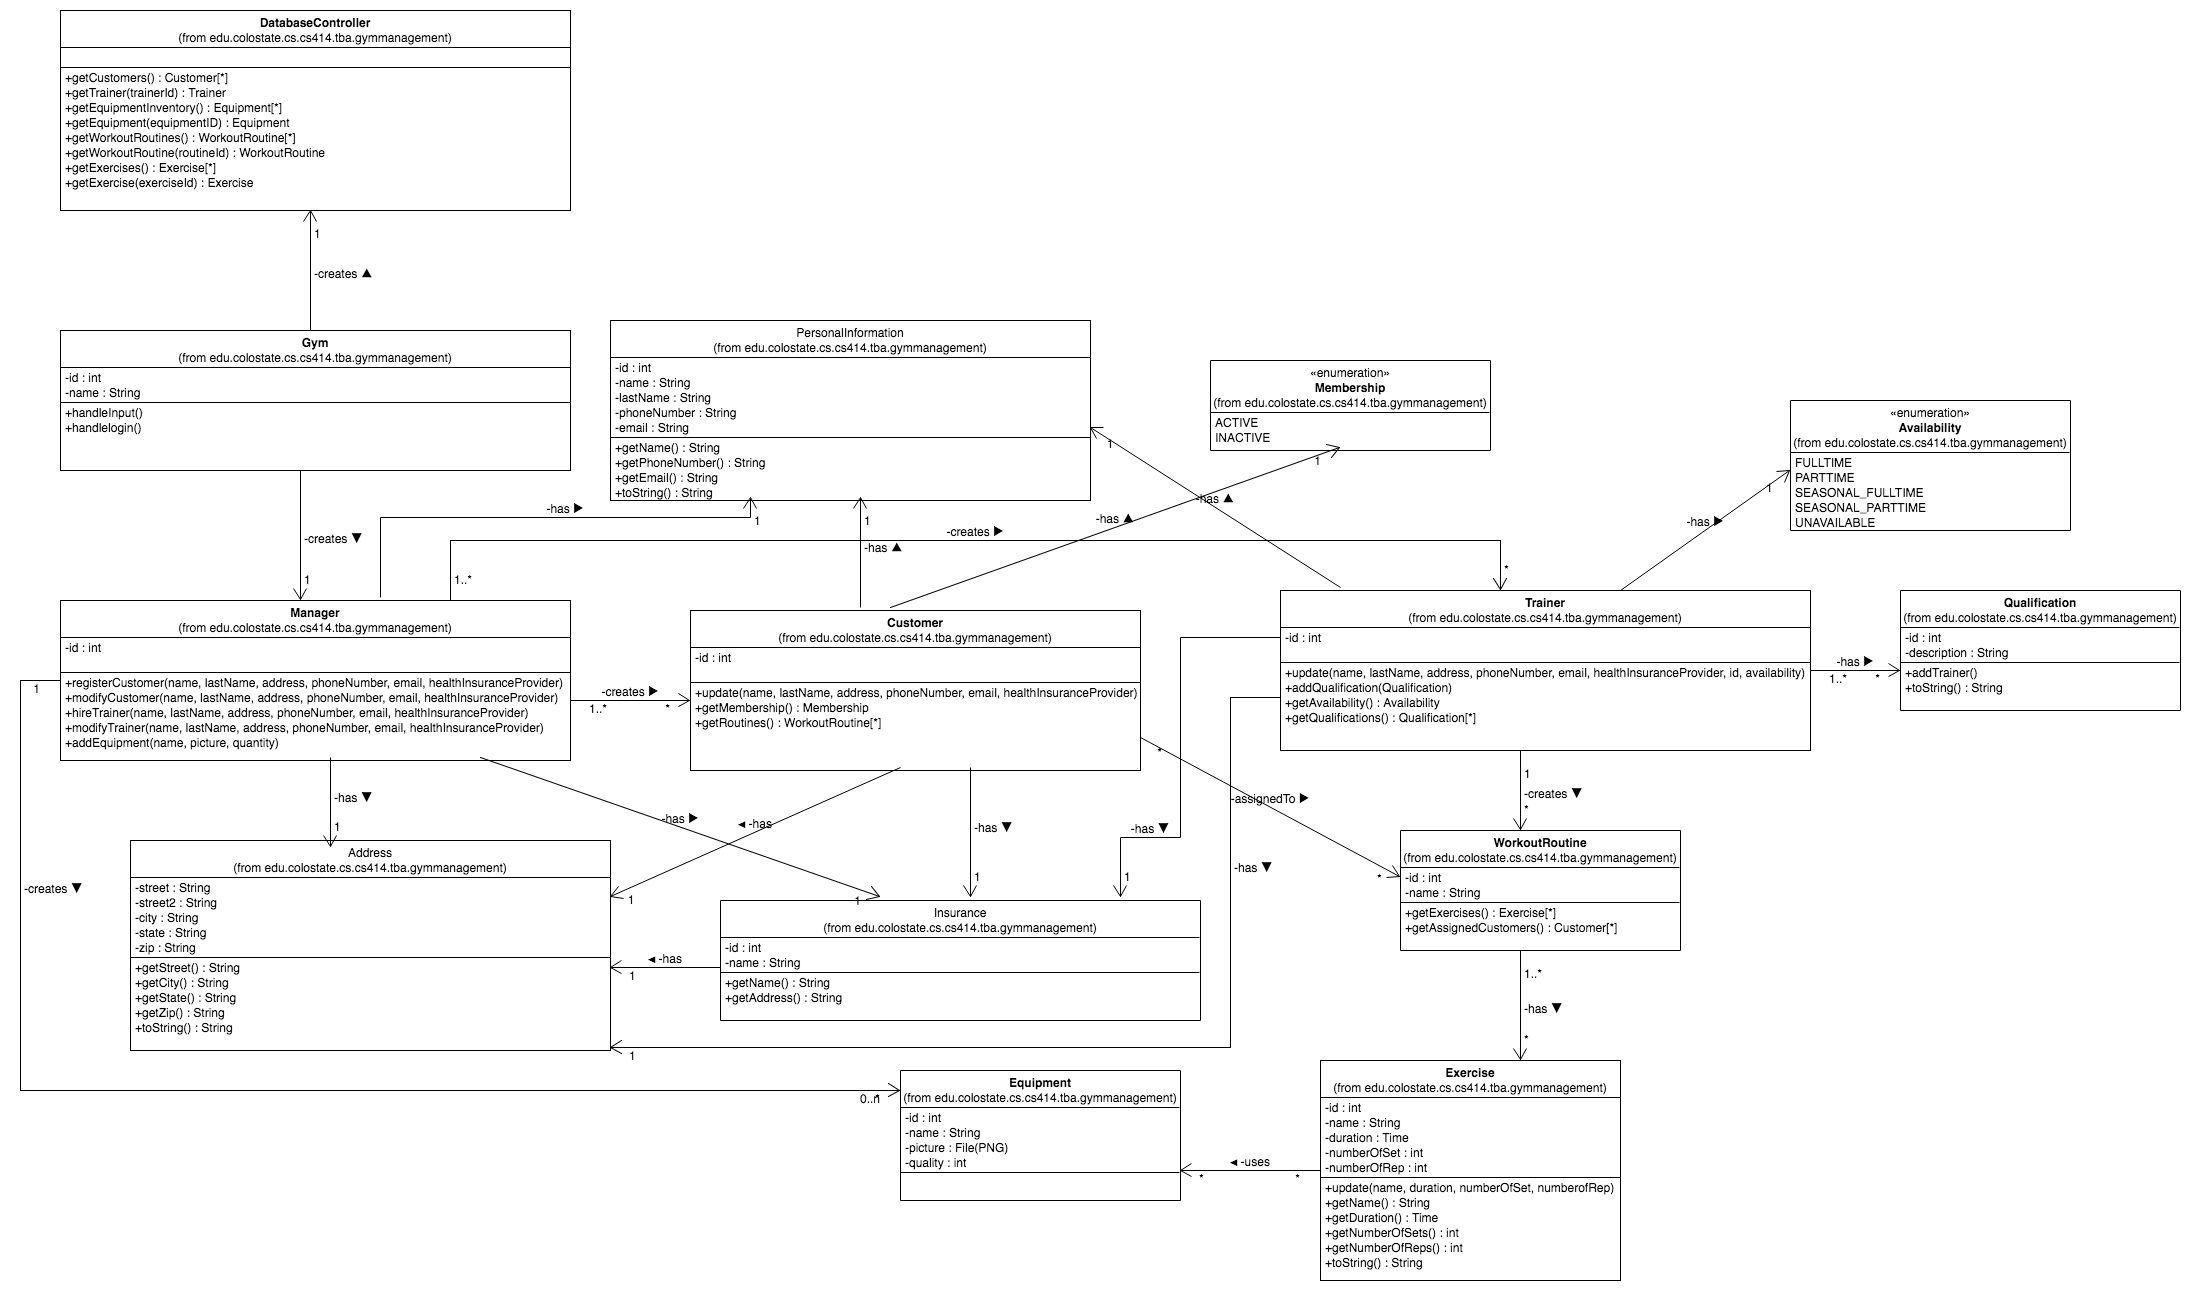 DatabaseController
(from edu.colostate.cs.cs414.tba.gymmanagement)
+getCustomers() : Customer[*]
+getTrainer(trainerId) : Trainer
+getEquipmentInventory() : Equipment[*]
+getEquipment(equipmentID) : Equipment
+getWorkoutRoutines() : WorkoutRoutine[*]
+getWorkoutRoutine(routineId) : WorkoutRoutine
+getExercises() : Exercise[*]
+getExercise(exerciseId) : Exercise
1
-creates ▲
Gym
(from edu.colostate.cs.cs414.tba.gymmanagement)
-id : int
-name : String
+handleInput()
+handlelogin()
-creates ▼
1
PersonalInformation
(from edu.colostate.cs.cs414.tba.gymmanagement)
-id : int
-name : String
-lastName : String
-phoneNumber : String
-email : String
+getName() : String
+getPhoneNumber() : String
+getEmail() : String
+toString() : String
«enumeration»
Membership
(from edu.colostate.cs.cs414.tba.gymmanagement)
ACTIVE
INACTIVE
«enumeration»
Availability
(from edu.colostate.cs.cs414.tba.gymmanagement)
FULLTIME
PARTTIME
SEASONAL_FULLTIME
SEASONAL_PARTTIME
UNAVAILABLE
-has ▶
1
1
-has ▲
-has ▲
1
1
-has ▲
1
-has ▶
-creates ▶
1..*
*
Manager
(from edu.colostate.cs.cs414.tba.gymmanagement)
-id : int
+registerCustomer(name, lastName, address, phoneNumber, email, healthInsuranceProvider)
+modifyCustomer(name, lastName, address, phoneNumber, email, healthInsuranceProvider)
+hireTrainer(name, lastName, address, phoneNumber, email, healthInsuranceProvider)
+modifyTrainer(name, lastName, address, phoneNumber, email, healthInsuranceProvider)
+addEquipment(name, picture, quantity)
-creates ▶
1..*
*
Customer
(from edu.colostate.cs.cs414.tba.gymmanagement)
-id : int
+update(name, lastName, address, phoneNumber, email, healthInsuranceProvider)
+getMembership() : Membership
+getRoutines() : WorkoutRoutine[*]
Trainer
(from edu.colostate.cs.cs414.tba.gymmanagement)
-id : int
+update(name, lastName, address, phoneNumber, email, healthInsuranceProvider, id, availability)
+addQualification(Qualification)
+getAvailability() : Availability
+getQualifications() : Qualification[*]
-has ▶
1..*
*
Qualification
(from edu.colostate.cs.cs414.tba.gymmanagement)
-id : int
-description : String
+addTrainer()
+toString() : String
1
-creates ▼
-has ▼
1
-has ▶
1
◄ -has
1
-has ▼
1
-has ▼
1
*
-assignedTo ▶
*
-has ▼
1
1
-creates ▼
*
Address
(from edu.colostate.cs.cs414.tba.gymmanagement)
-street : String
-street2 : String
-city : String
-state : String
-zip : String
+getStreet() : String
+getCity() : String
+getState() : String
+getZip() : String
+toString() : String
◄ -has
1
Insurance
(from edu.colostate.cs.cs414.tba.gymmanagement)
-id : int
-name : String
+getName() : String
+getAddress() : String
WorkoutRoutine
(from edu.colostate.cs.cs414.tba.gymmanagement)
-id : int
-name : String
+getExercises() : Exercise[*]
+getAssignedCustomers() : Customer[*]
1..*
-has ▼
*
0..n
*
Equipment
(from edu.colostate.cs.cs414.tba.gymmanagement)
-id : int
-name : String
-picture : File(PNG)
-quality : int
◄ -uses
*
*
Exercise
(from edu.colostate.cs.cs414.tba.gymmanagement)
-id : int
-name : String
-duration : Time
-numberOfSet : int
-numberOfRep : int
+update(name, duration, numberOfSet, numberofRep)
+getName() : String
+getDuration() : Time
+getNumberOfSets() : int
+getNumberOfReps() : int
+toString() : String